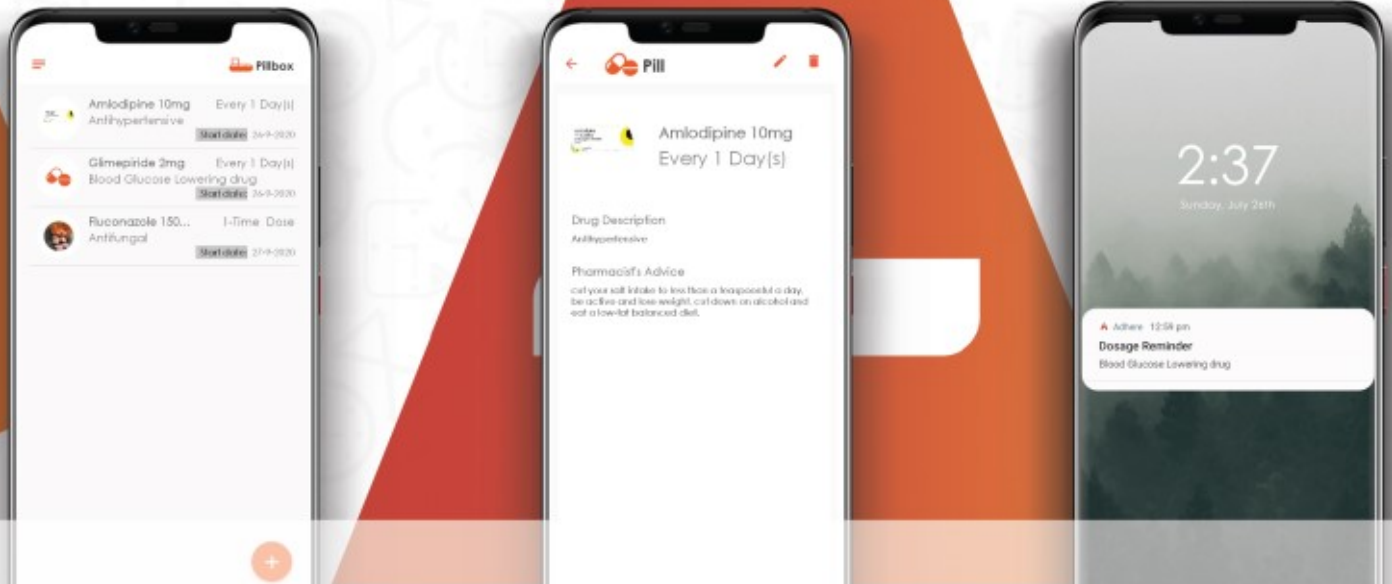 Pillbox
Amlodipine 10mg Every 1 Day(s)
Antihypertensive
Start date: 26-9-2020
Glimepiride 2mg Every 1 Day(s)
Blood Glucose Lowering drug
Start date: 26-9-2020
Fluconazole 150... 1-Time Dose
Antifungal
Start date: 27-9-2020
Pill
Amlodipine 10mg
Every 1 Day(s)
Drug Description
Antihypertensive
Pharmacist's Advice
cut your salt intake to less than a teaspoonful a day,
be active and lose weight, cut down on alcohol and
eat a low-fat balanced diet.
2:37
Sunday, July 26th
Adhere 12:59 pm
Dosage Reminder
Blood Glucose Lowering drug